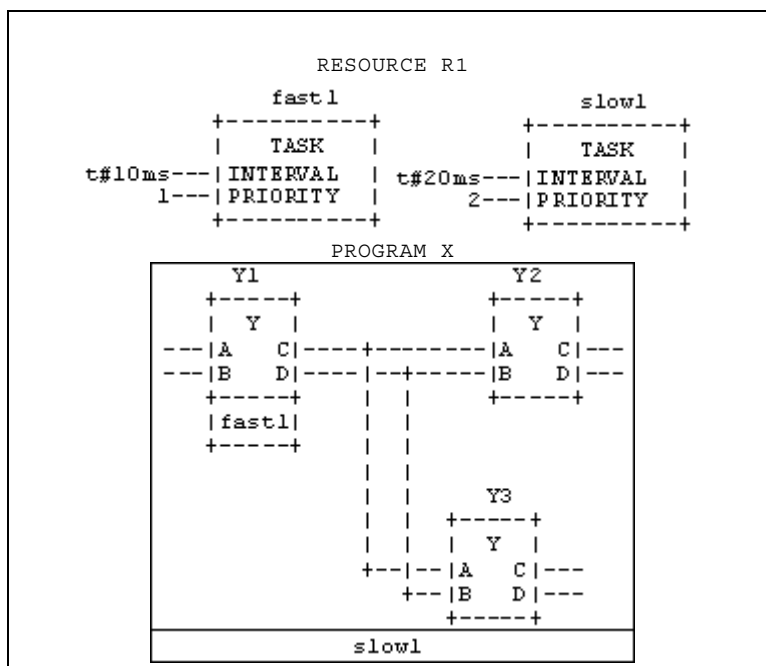 RESOURCE R1
fast1 slow1
+----------+ +----------+
| TASK | | TASK |
t#10ms---|INTERVAL | t#20ms---|INTERVAL |
1---|PRIORITY | 2---|PRIORITY |
+----------+ +----------+
PROGRAM X
Y1 Y2
+-----+ +-----+
| Y | | Y |
---|A C|----+--------|A C|---
---|B D|----|--+-----|B D|---
+-----+ | | +-----+
|fast1| | |
+-----+ | |
| |
| | Y3
| | +-----+
| | | Y |
+--|--|A C|---
+--|B D|---
+-----+
slow1